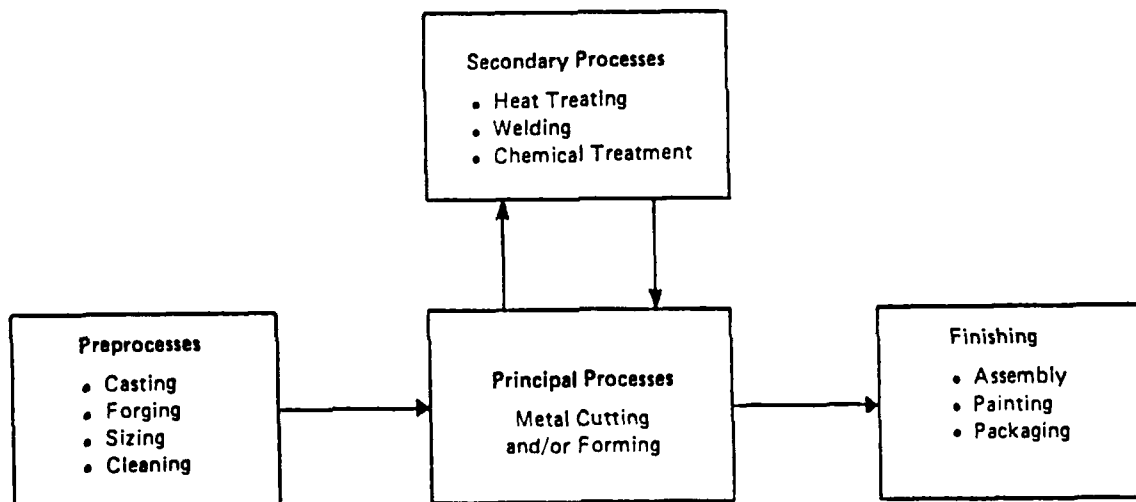 Secondary Processes
• Heat Treating
• Welding
• Chemical Treatment
Preprocesses
• Casting
• Forging
• Sizing
• Cleaning
Principal Processes
Metal Cutting
and/or Forming
Finishing
• Assembly
• Painting
• Packaging